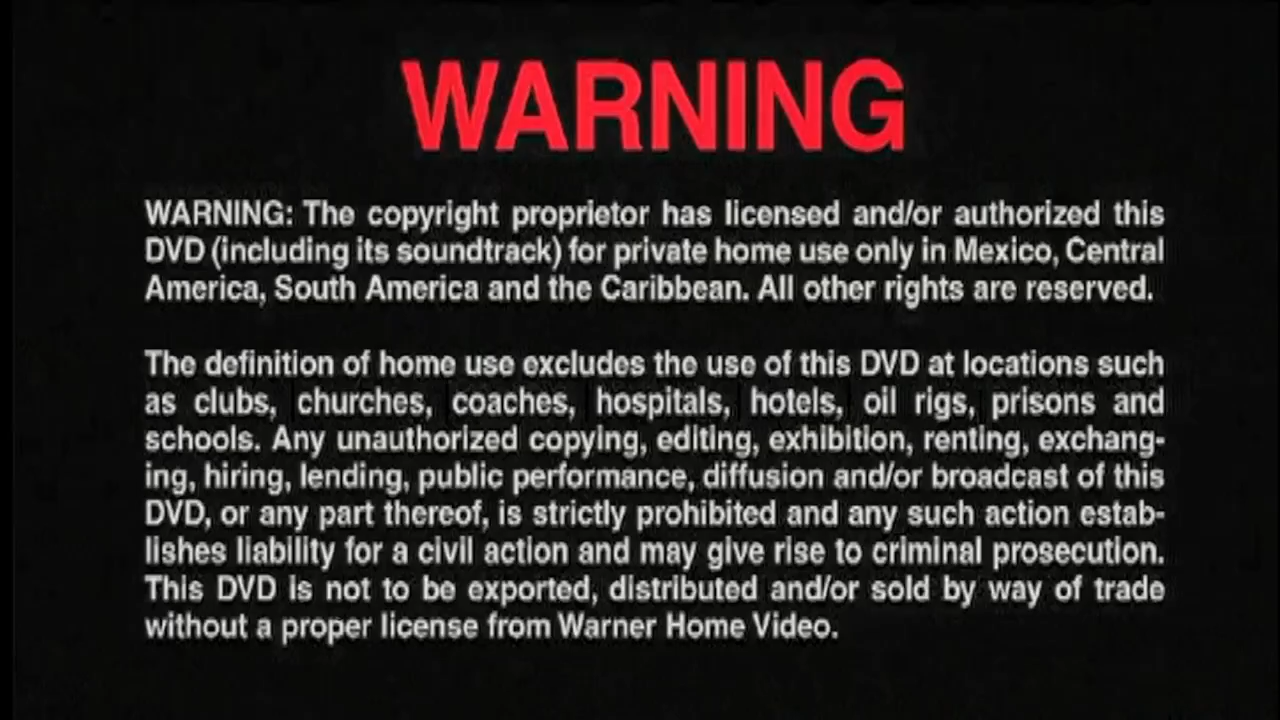 WARNING
WARNING: The copyright proprietor has licensed and/or authorized this
DVD (including its soundtrack) for private home use only in Mexico, Central
America, South America and the Caribbean. All other rights are reserved.
The definition of home use excludes the use of this DVD at locations such
as clubs, churches, coaches, hospitals, hotels, oil rigs, prisons and
schools. Any unauthorized copying, editing, exhibition, renting, exchang-
ing, hiring, lending, public performance, diffusion and/or broadcast of this
DVD, or any part thereof, is strictly prohibited and any such action estab-
lishes liability for a civil action and may give rise to criminal prosecution.
This DVD is not to be exported, distributed and/or sold by way of trade
without a proper license from Warner Home Video.